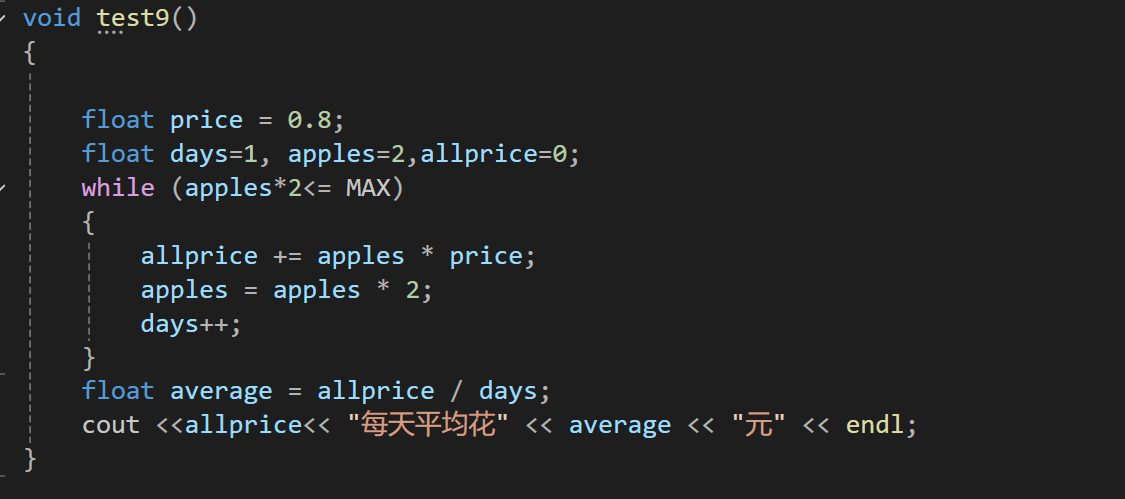 void test9()
{
float price = 0.8;
float days=1, apples=2,allprice=0;
while (apples*2<= MAX)
{
allprice += apples * price;
apples = apples * 2;
days++;
}
float average = allprice / days;
cout <<allprice<< "每天平均花" << average << "元" << endl;
}